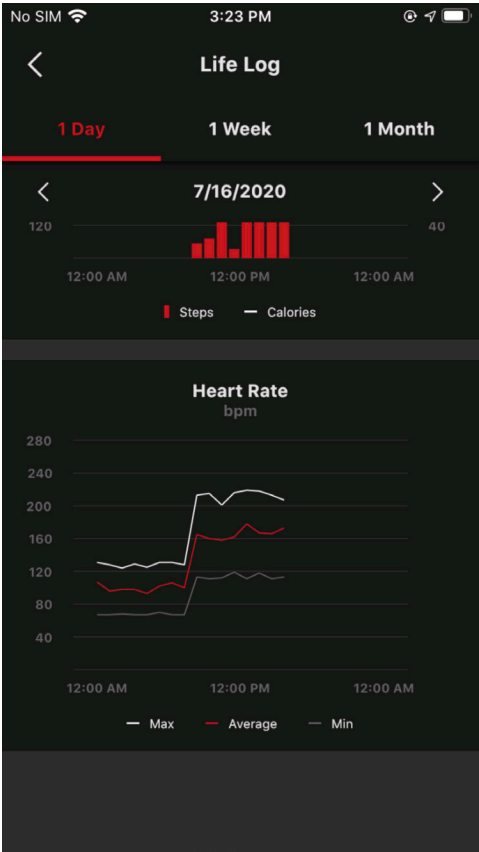 No SIM 3:23 PM
Life Log
1 Day 1 Week 1 Month
7/16/2020
120 40
12:00 AM 12:00 PM 12:00 AM
Steps Calories
Heart Rate
bpm
280
240
200
160
120
80
40
12:00 AM 12:00 PM 12:00 AM
Max Average Min